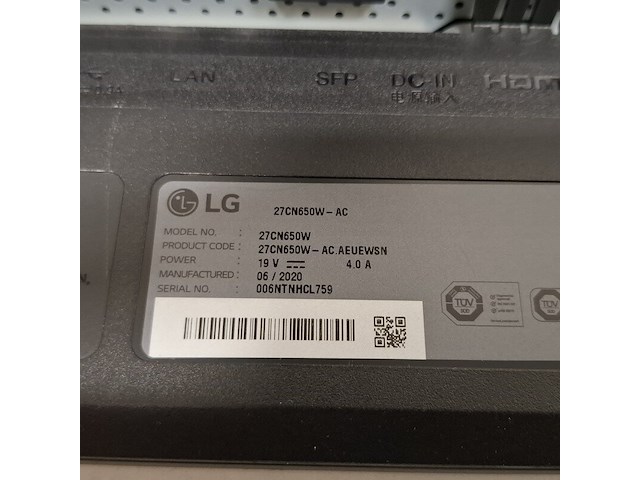 LAN SFP DC-IN
电源输入
LG 27CN650W-AC
MODEL NO. : 27CN650W
PRODUCT CODE : 27CN650W-AC.AEUEWSN
POWER : 19 V ⎓ 4.0 A
MANUFACTURED : 06 / 2020
SERIAL NO. : 006NTNHCL759
TÜV
TÜV